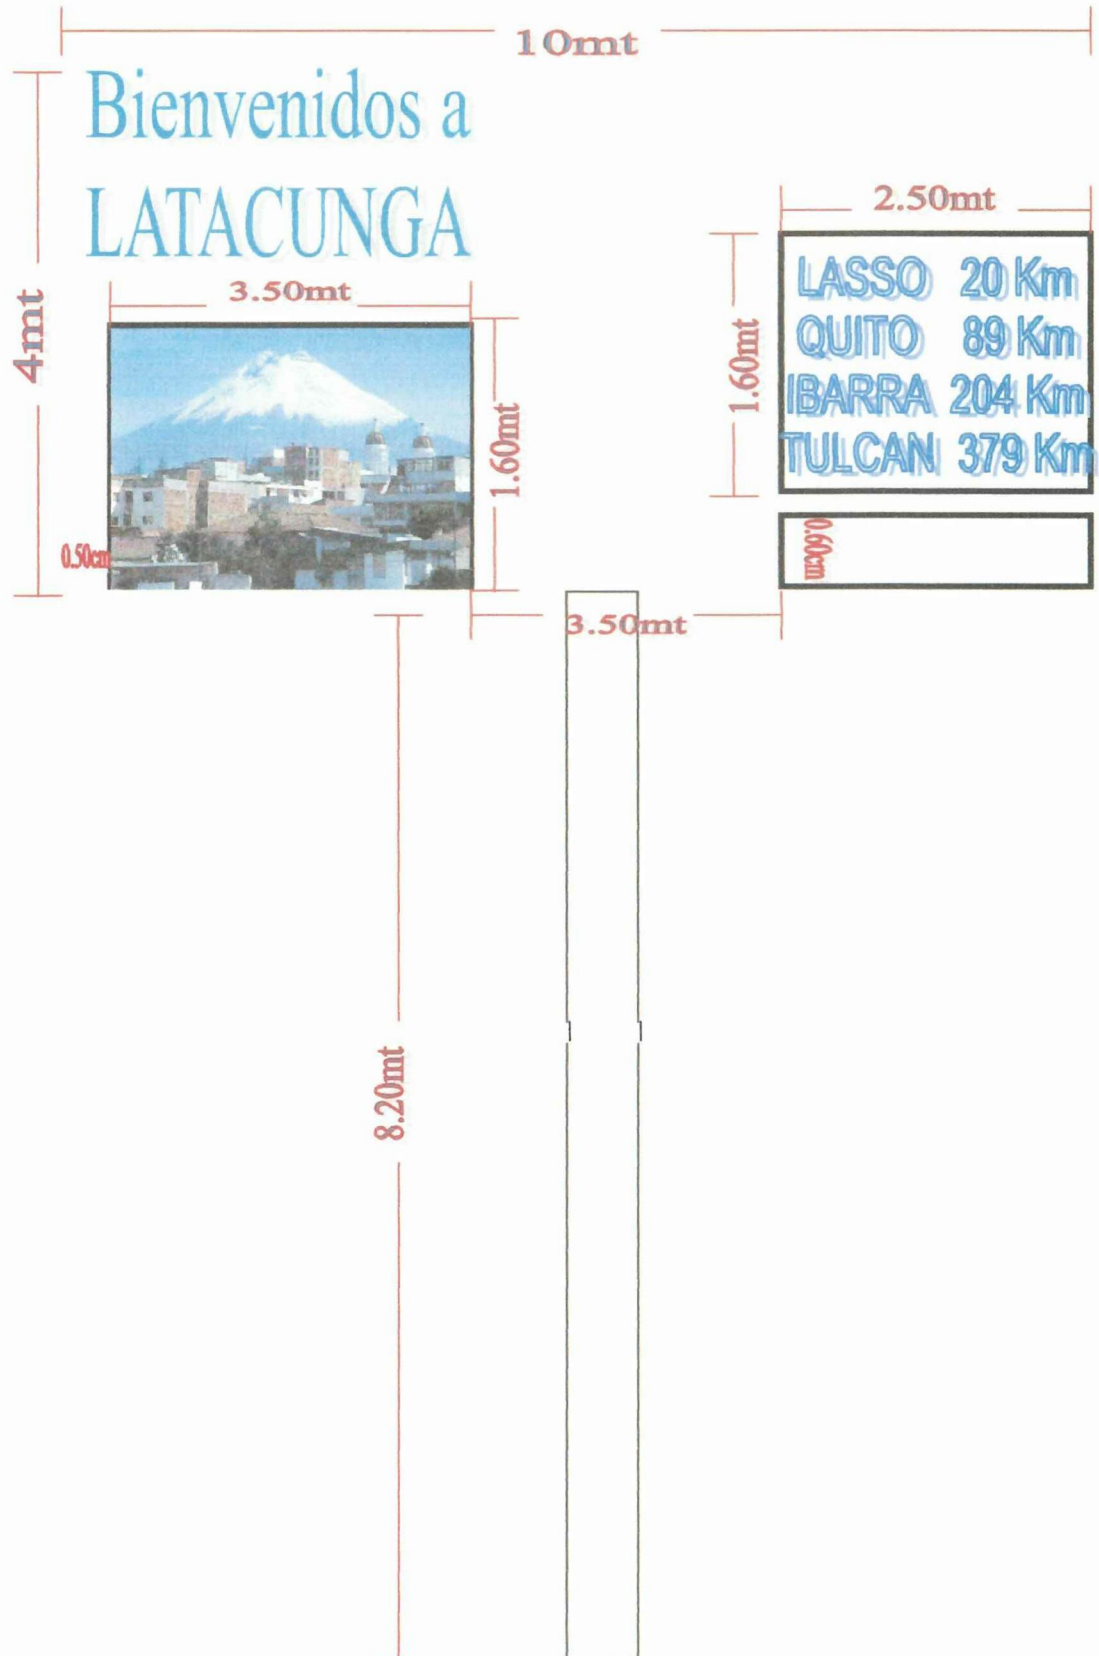 10mt
Bienvenidos a
LATACUNGA
4mt
3.50mt
1.60mt
0.50cm
2.50mt
1.60mt
LASSO 20 Km
QUITO 89 Km
IBARRA 204 Km
TULCAN 379 Km
0.60cm
3.50mt
8.20mt